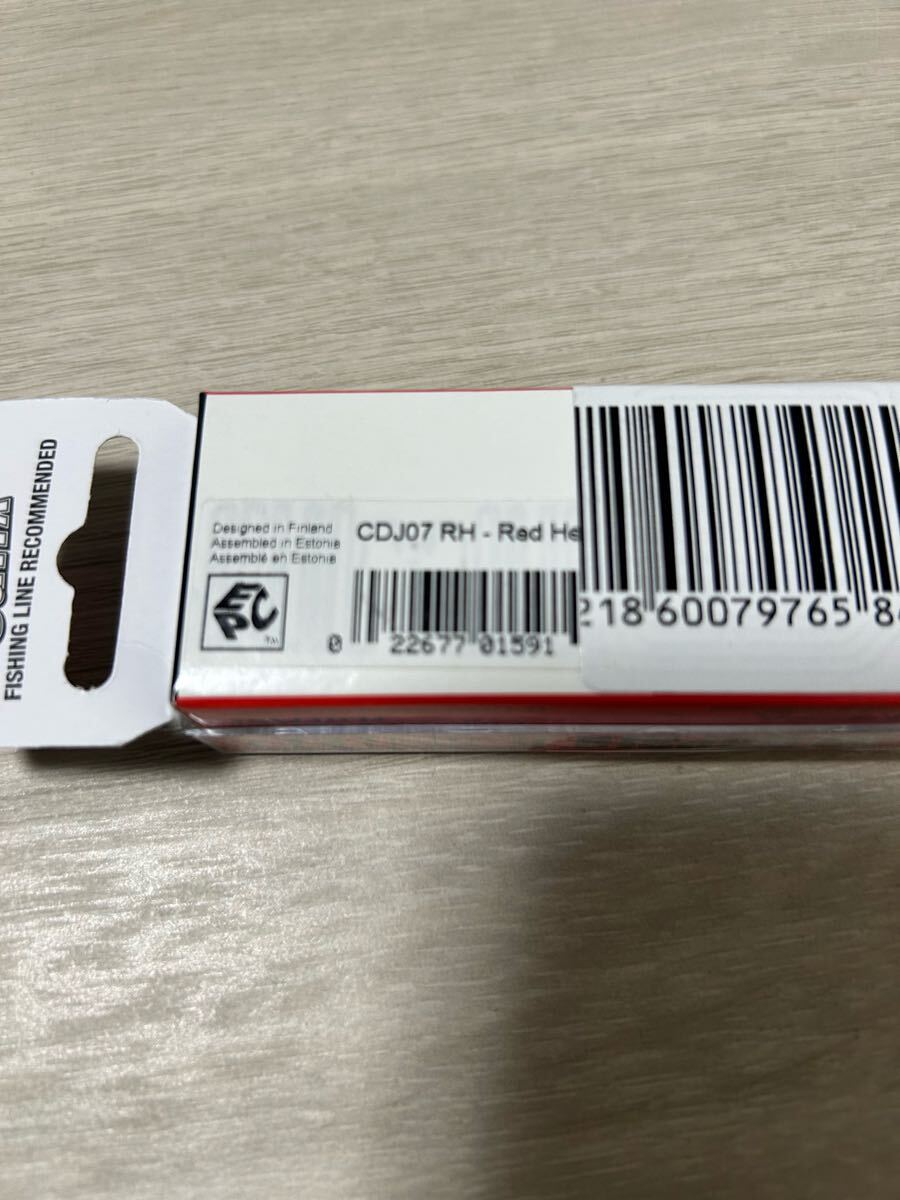 FISHING LINE RECOMMENDED
Designed in Finland
Assembled in Estonia
Assemblé en Estonie
CDJ07 RH - Red He
EPC
TM
0 22677 01591
218 60079765 8